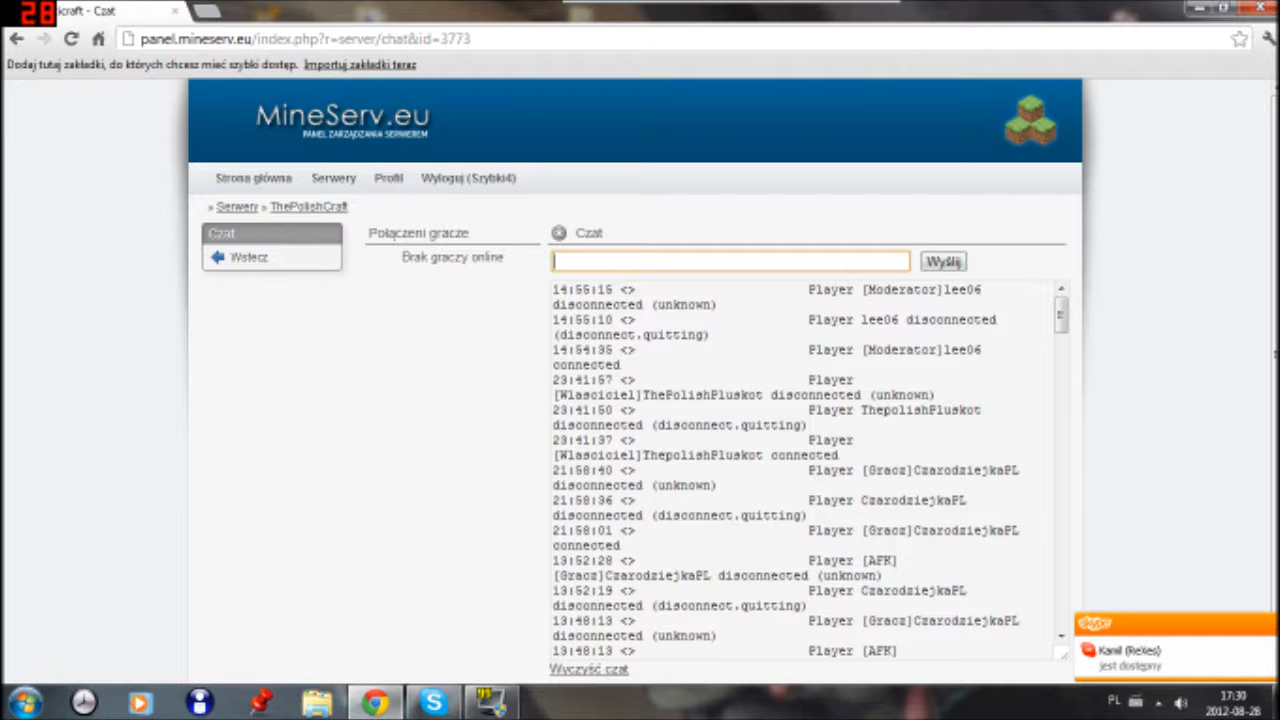 28
kraft - Czat
panel.mineserv.eu/index.php?r=server/chat&id=3773
Dodaj tutaj zakładki, do których chcesz mieć szybki dostęp. Importuj zakładki teraz
MineServ.eu
PANEL ZARZĄDZANIA SERWEREM
Strona główna Serwery Profil Wyloguj (Szybki4)
» Serwery » ThePolishCraft
Czat
Wstecz
Połączeni gracze
Brak graczy online
Czat
Wyślij
14:55:15 <> Player [Moderator]lee06
disconnected (unknown)
14:55:10 <> Player lee06 disconnected
(disconnect.quitting)
14:54:35 <> Player [Moderator]lee06
connected
23:41:57 <> Player
[Wlasciciel]ThePolishPluskot disconnected (unknown)
23:41:50 <> Player ThepolishPluskot
disconnected (disconnect.quitting)
23:41:37 <> Player
[Wlasciciel]ThepolishPluskot connected
21:58:40 <> Player [Gracz]CzarodziejkaPL
disconnected (unknown)
21:58:36 <> Player CzarodziejkaPL
disconnected (disconnect.quitting)
21:58:01 <> Player [Gracz]CzarodziejkaPL
connected
13:52:28 <> Player [AFK]
[Gracz]CzarodziejkaPL disconnected (unknown)
13:52:19 <> Player CzarodziejkaPL
disconnected (disconnect.quitting)
13:48:13 <> Player [Gracz]CzarodziejkaPL
disconnected (unknown)
13:48:13 <> Player [AFK]
Wyczyść czat
skype
Kamil (ReXes)
jest dostępny
PL
17:30
2012-08-28